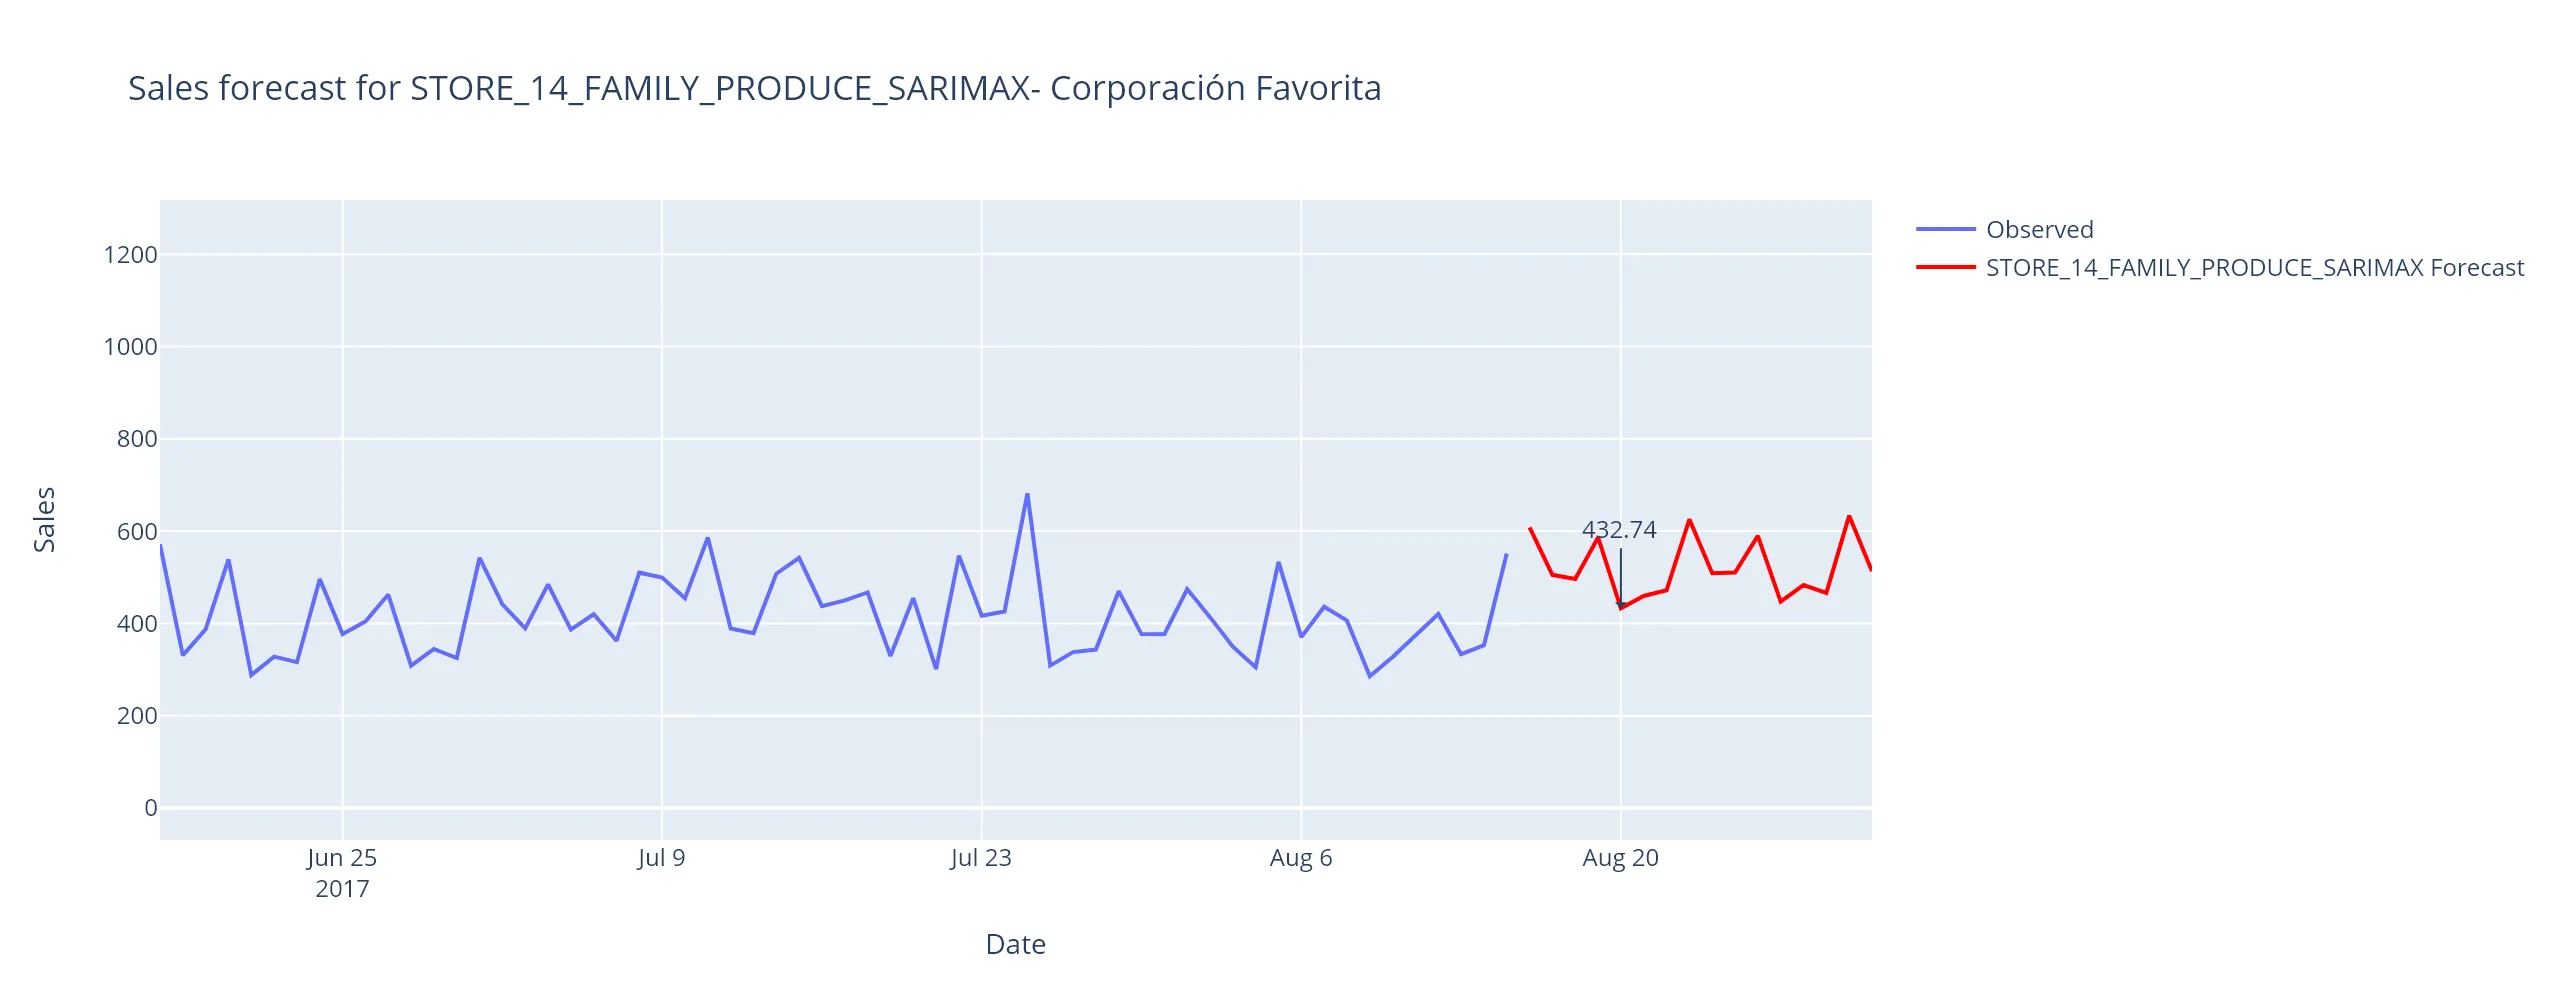 Sales forecast for STORE_14_FAMILY_PRODUCE_SARIMAX- Corporación Favorita
Observed
STORE_14_FAMILY_PRODUCE_SARIMAX Forecast
1200
1000
800
600
400
200
0
Sales
432.74
Jun 25
2017
Jul 9
Jul 23
Aug 6
Aug 20
Date